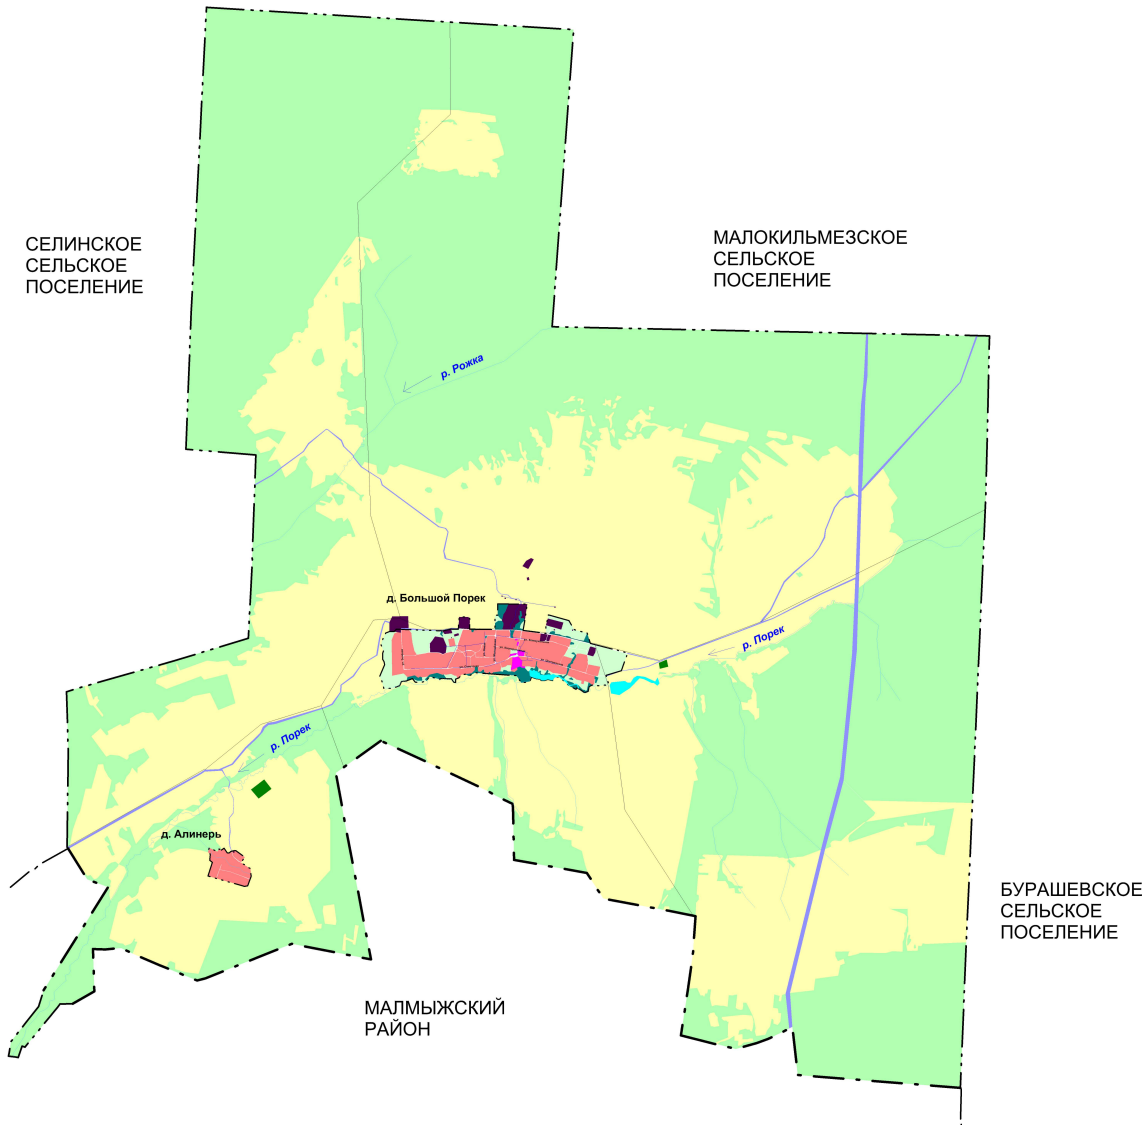 СЕЛИНСКОЕ
СЕЛЬСКОЕ
ПОСЕЛЕНИЕ
МАЛОКИЛЬМЕЗСКОЕ
СЕЛЬСКОЕ
ПОСЕЛЕНИЕ
р. Рожка
д. Большой Порек
р. Порек
р. Порек
д. Алинерь
БУРАШЕВСКОЕ
СЕЛЬСКОЕ
ПОСЕЛЕНИЕ
МАЛМЫЖСКИЙ
РАЙОН